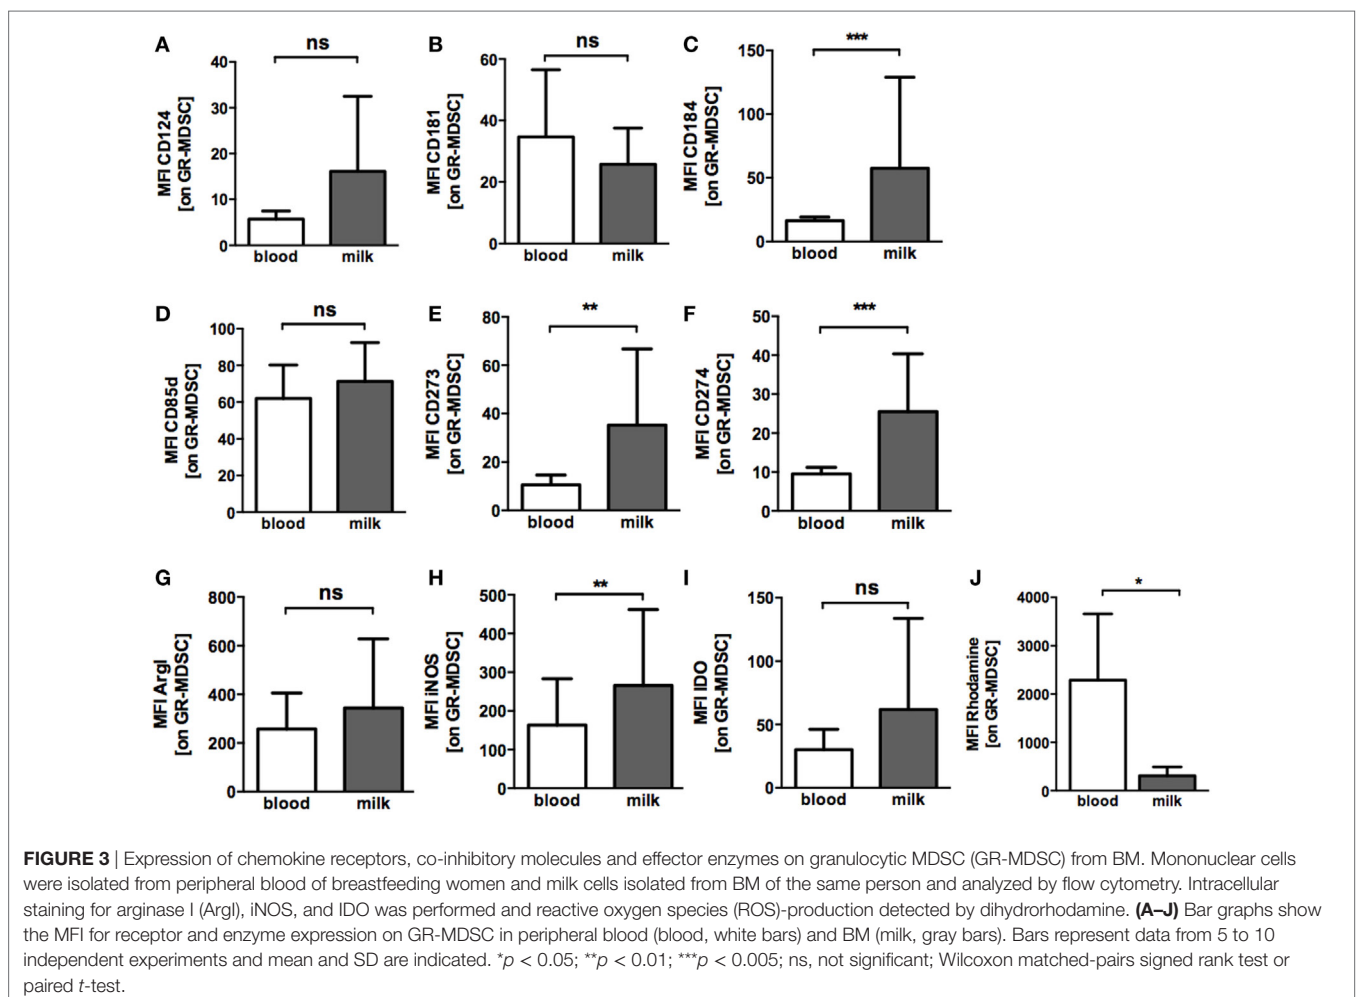 A
ns
MFI CD124
[on GR-MDSC]
40
30
20
10
0
blood milk
B
ns
MFI CD181
[on GR-MDSC]
60
40
20
0
blood milk
C
***
MFI CD184
[on GR-MDSC]
150
100
50
0
blood milk
D
ns
MFI CD85d
[on GR-MDSC]
100
80
60
40
20
0
blood milk
E
**
MFI CD273
[on GR-MDSC]
80
60
40
20
0
blood milk
F
***
MFI CD274
[on GR-MDSC]
50
40
30
20
10
0
blood milk
G
ns
MFI ArgI
[on GR-MDSC]
800
600
400
200
0
blood milk
H
**
MFI iNOS
[on GR-MDSC]
500
400
300
200
100
0
blood milk
I
ns
MFI IDO
[on GR-MDSC]
150
100
50
0
blood milk
J
*
MFI Rhodamine
[on GR-MDSC]
4000
3000
2000
1000
0
blood milk
FIGURE 3 | Expression of chemokine receptors, co-inhibitory molecules and effector enzymes on granulocytic MDSC (GR-MDSC) from BM. Mononuclear cells
were isolated from peripheral blood of breastfeeding women and milk cells isolated from BM of the same person and analyzed by flow cytometry. Intracellular
staining for arginase I (ArgI), iNOS, and IDO was performed and reactive oxygen species (ROS)-production detected by dihydrorhodamine. (A–J) Bar graphs show
the MFI for receptor and enzyme expression on GR-MDSC in peripheral blood (blood, white bars) and BM (milk, gray bars). Bars represent data from 5 to 10
independent experiments and mean and SD are indicated. *p < 0.05; **p < 0.01; ***p < 0.005; ns, not significant; Wilcoxon matched-pairs signed rank test or
paired t-test.